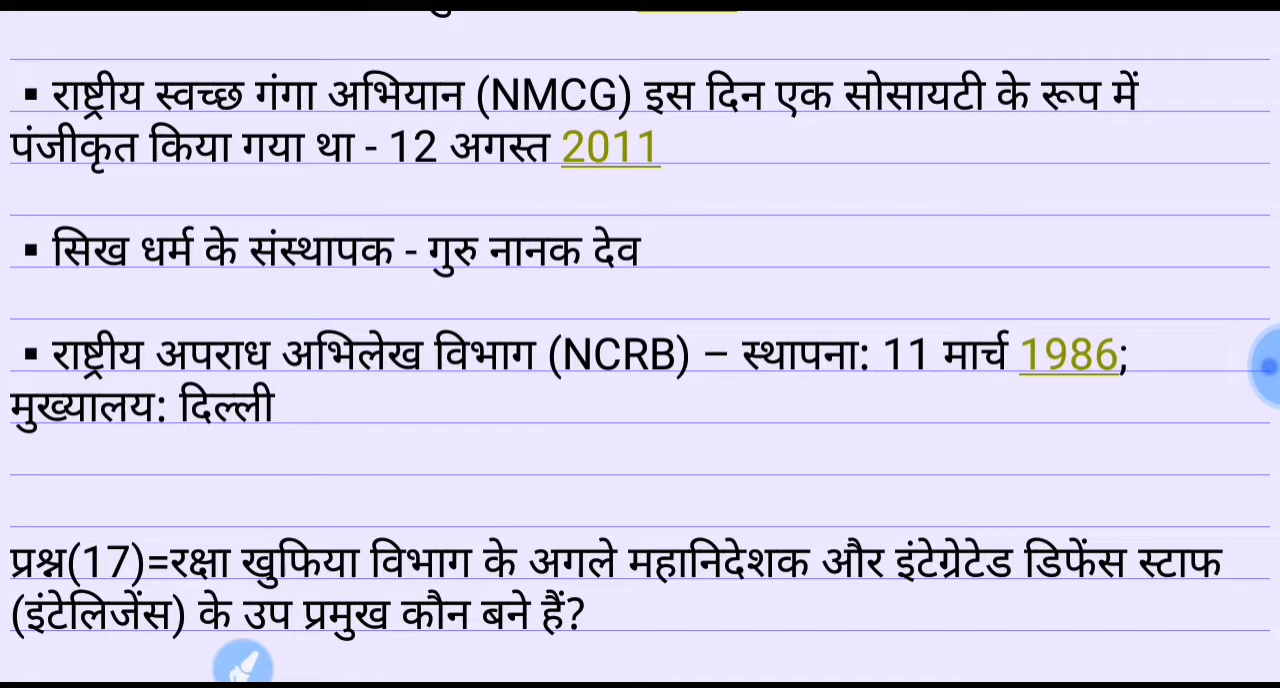 ▪ राष्ट्रीय स्वच्छ गंगा अभियान (NMCG) इस दिन एक सोसायटी के रूप में
पंजीकृत किया गया था - 12 अगस्त 2011
▪ सिख धर्म के संस्थापक - गुरु नानक देव
▪ राष्ट्रीय अपराध अभिलेख विभाग (NCRB) – स्थापना: 11 मार्च 1986;
मुख्यालय: दिल्ली
प्रश्न(17)=रक्षा खुफिया विभाग के अगले महानिदेशक और इंटेग्रेटेड डिफेंस स्टाफ
(इंटेलिजेंस) के उप प्रमुख कौन बने हैं?